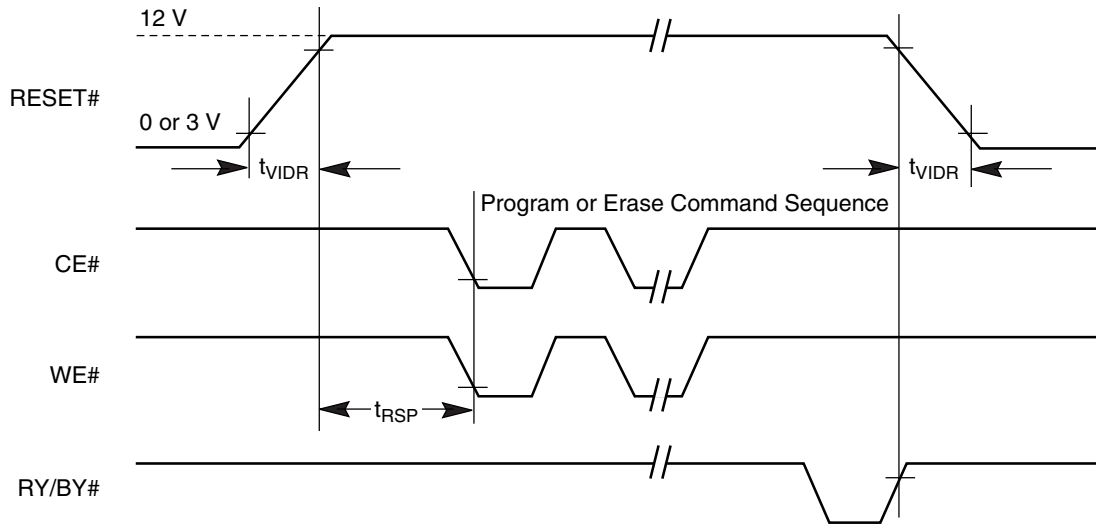 12 V
RESET#
0 or 3 V
tVIDR
tVIDR
Program or Erase Command Sequence
CE#
WE#
tRSP
RY/BY#